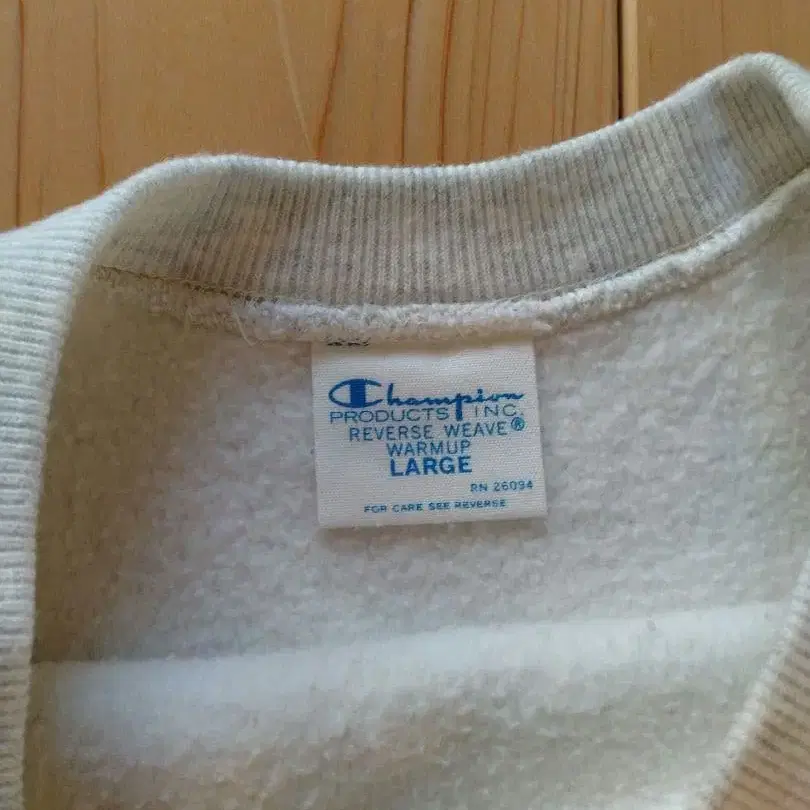 Champion
PRODUCTS INC.
REVERSE WEAVE®
WARMUP
LARGE
RN 26094
FOR CARE SEE REVERSE